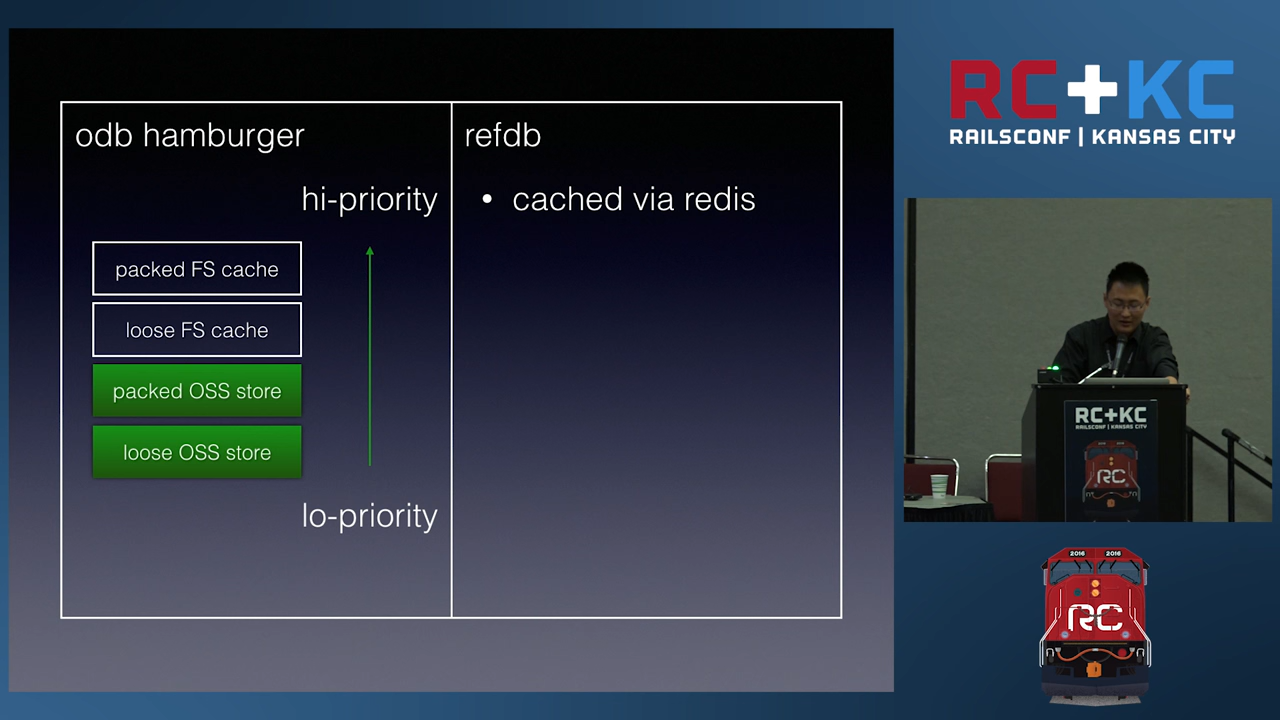 odb hamburger
hi-priority
packed FS cache
loose FS cache
packed OSS store
loose OSS store
lo-priority
refdb
• cached via redis
RC+KC
RAILSCONF | KANSAS CITY
RC+KC
RAILSCONF | KANSAS CITY
RC
2016 2016
RC